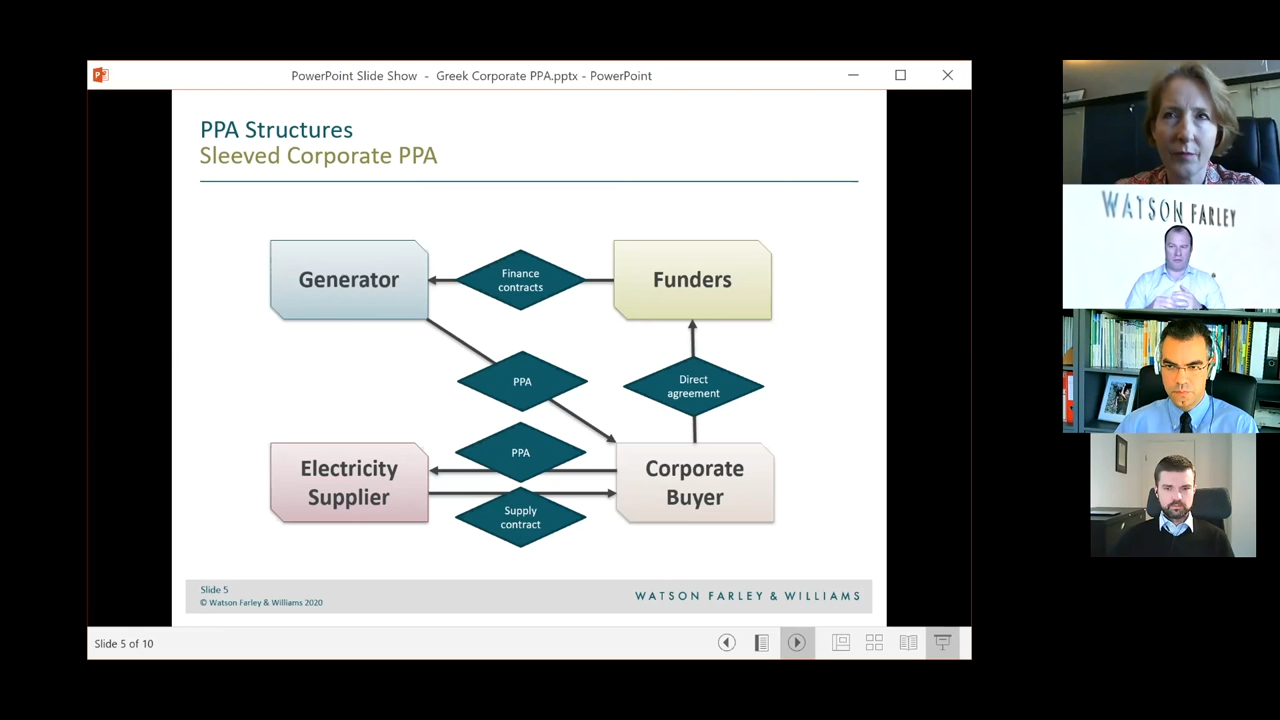 PowerPoint Slide Show - Greek Corporate PPA.pptx - PowerPoint
PPA Structures
Sleeved Corporate PPA
Generator
Finance
contracts
Funders
PPA
Direct
agreement
PPA
Electricity
Supplier
Corporate
Buyer
Supply
contract
Slide 5
© Watson Farley & Williams 2020
WATSON FARLEY & WILLIAMS
Slide 5 of 10
WATSON FARLEY